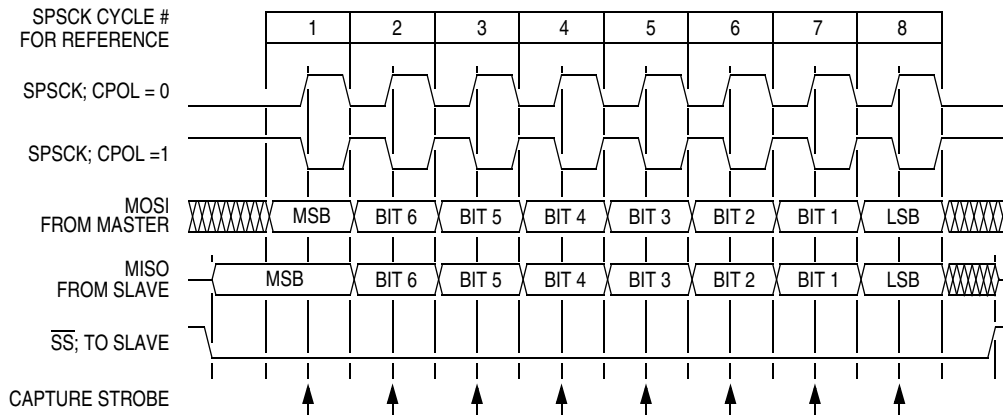 SPSCK CYCLE #
FOR REFERENCE
1 2 3 4 5 6 7 8
SPSCK; CPOL = 0
SPSCK; CPOL =1
MOSI
FROM MASTER
MSB BIT 6 BIT 5 BIT 4 BIT 3 BIT 2 BIT 1 LSB
MISO
FROM SLAVE
MSB BIT 6 BIT 5 BIT 4 BIT 3 BIT 2 BIT 1 LSB
S̅S̅; TO SLAVE
CAPTURE STROBE